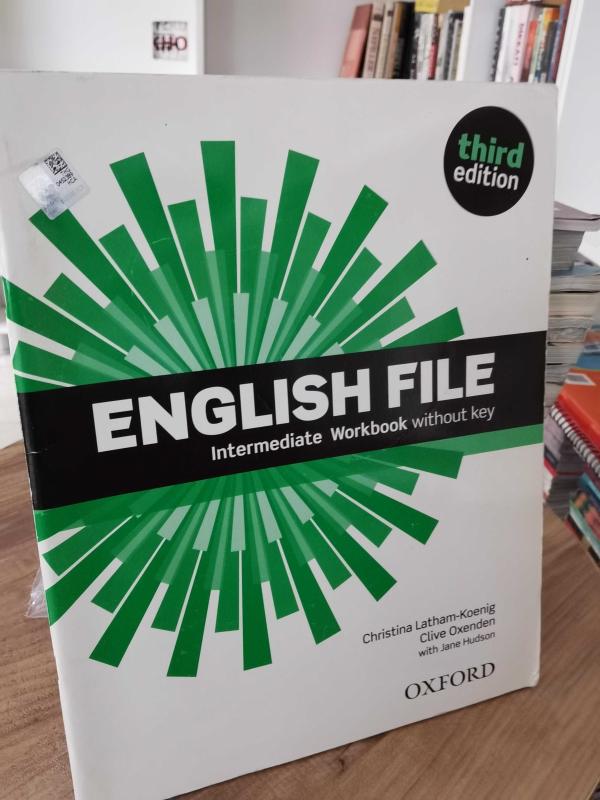 third
edition
ENGLISH FILE
Intermediate Workbook without key
Christina Latham-Koenig
Clive Oxenden
with Jane Hudson
OXFORD